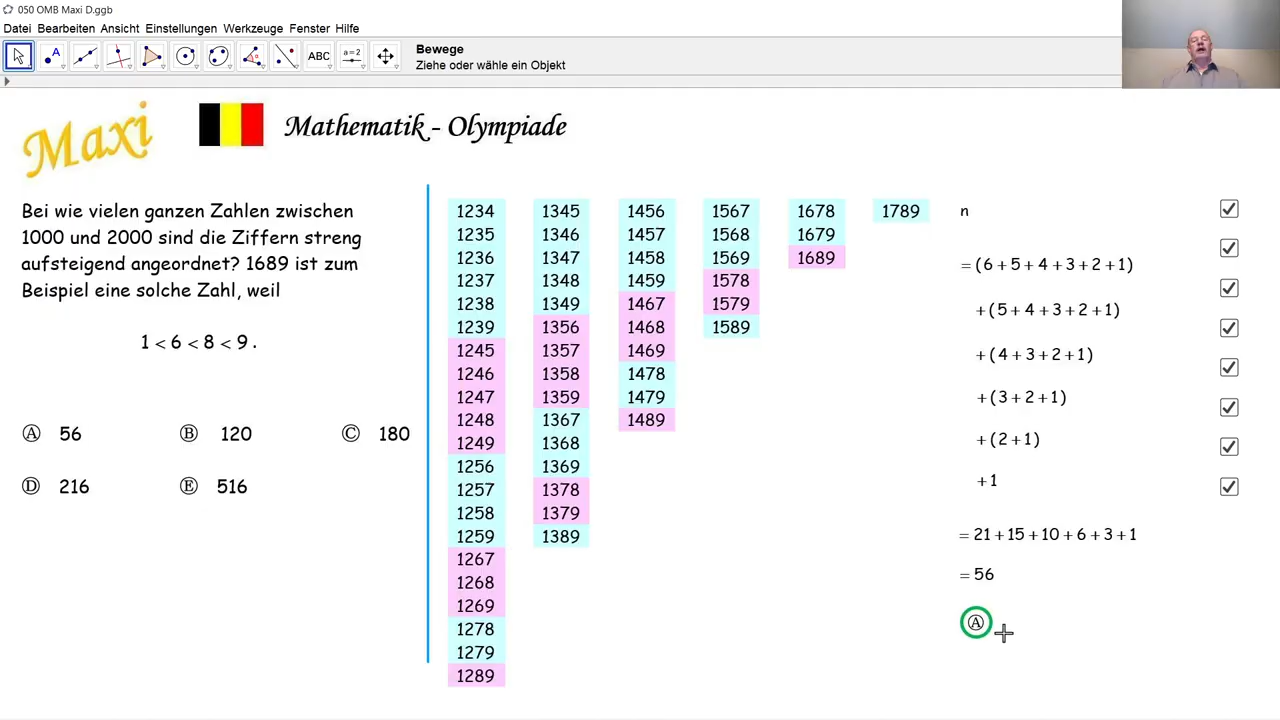 050 OMB Maxi D.ggb
Datei Bearbeiten Ansicht Einstellungen Werkzeuge Fenster Hilfe
A
ABC
a=2
Bewege
Ziehe oder wähle ein Objekt
Maxi
Mathematik - Olympiade
Bei wie vielen ganzen Zahlen zwischen
1000 und 2000 sind die Ziffern streng
aufsteigend angeordnet? 1689 ist zum
Beispiel eine solche Zahl, weil
1 < 6 < 8 < 9 .
Ⓐ 56 Ⓑ 120 Ⓒ 180
Ⓓ 216 Ⓔ 516
1234 1345 1456 1567 1678 1789
1235 1346 1457 1568 1679
1236 1347 1458 1569 1689
1237 1348 1459 1578
1238 1349 1467 1579
1239 1356 1468 1589
1245 1357 1469
1246 1358 1478
1247 1359 1479
1248 1367 1489
1249 1368
1256 1369
1257 1378
1258 1379
1259 1389
1267
1268
1269
1278
1279
1289
n
= (6 + 5 + 4 + 3 + 2 + 1)
+ (5 + 4 + 3 + 2 + 1)
+ (4 + 3 + 2 + 1)
+ (3 + 2 + 1)
+ (2 + 1)
+ 1
= 21 + 15 + 10 + 6 + 3 + 1
= 56
Ⓐ